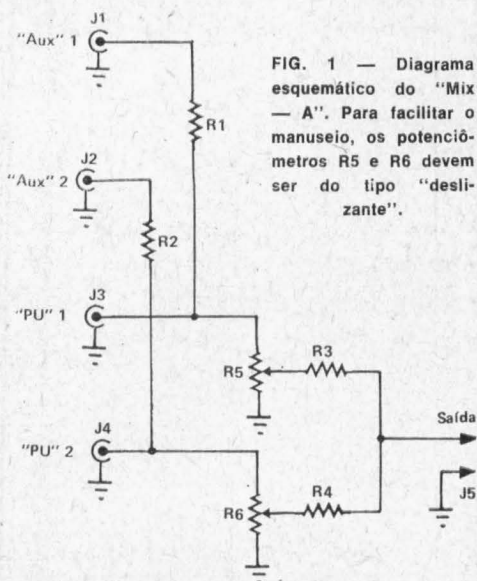 J1
"Aux" 1
R1
FIG. 1 — Diagrama
esquemático do "Mix
— A". Para facilitar o
manuseio, os potenciô-
metros R5 e R6 devem
ser do tipo "desli-
zante".
J2
"Aux" 2
R2
J3
"PU" 1
R5
R3
Saída
J4
"PU" 2
J5
R6
R4